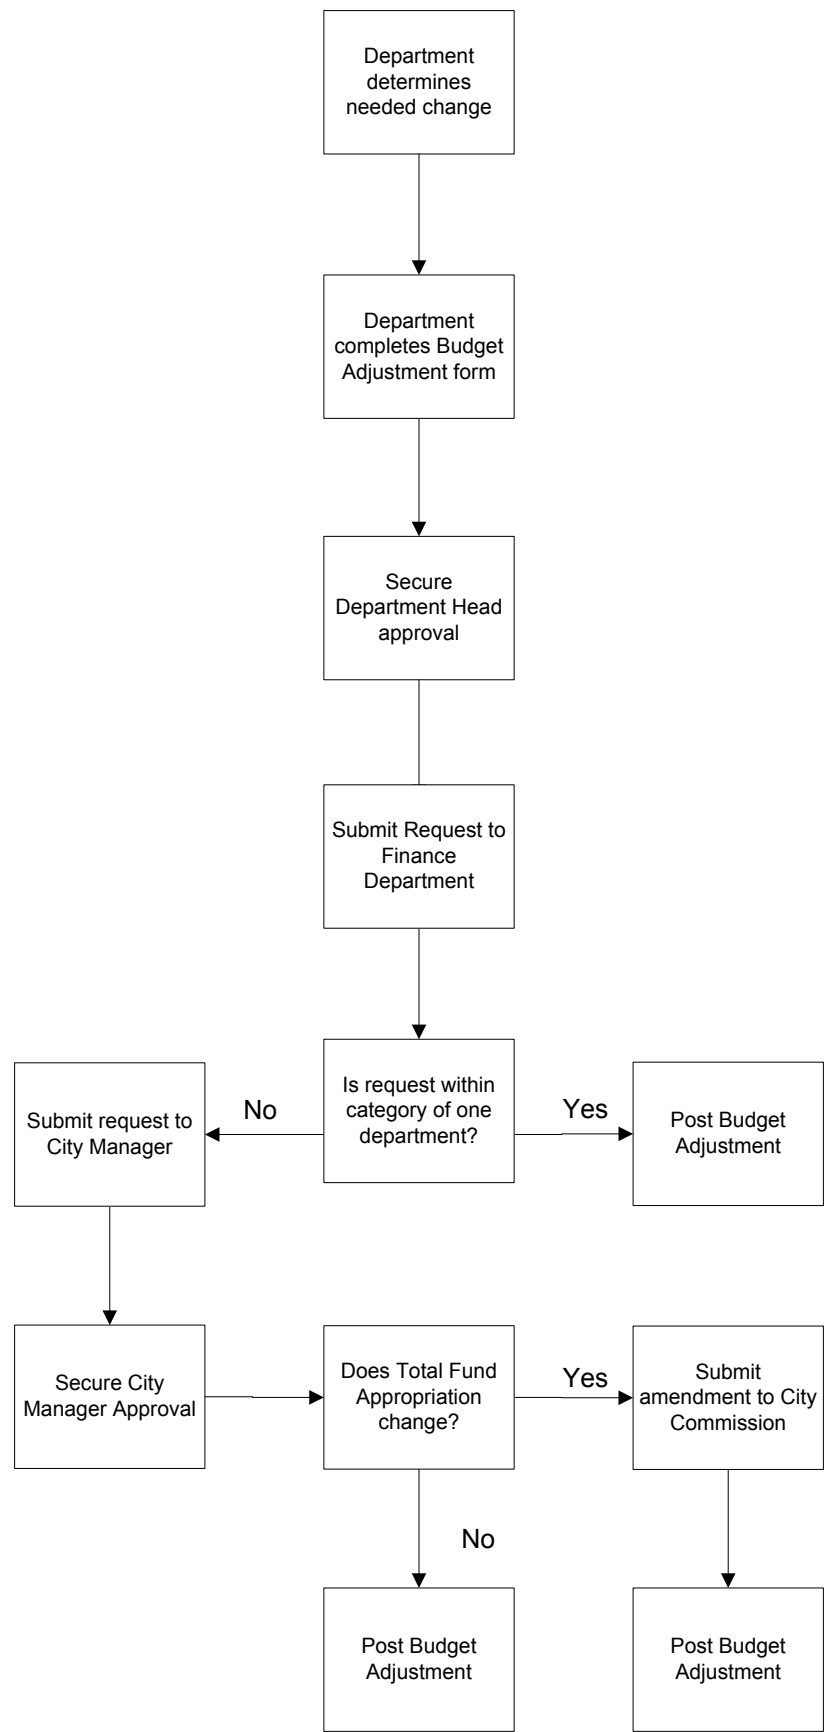 Department
determines
needed change
Department
completes Budget
Adjustment form
Secure
Department Head
approval
Submit Request to
Finance
Department
Is request within
category of one
department?
No
Yes
Submit request to
City Manager
Post Budget
Adjustment
Secure City
Manager Approval
Does Total Fund
Appropriation
change?
Yes
Submit
amendment to City
Commission
No
Post Budget
Adjustment
Post Budget
Adjustment